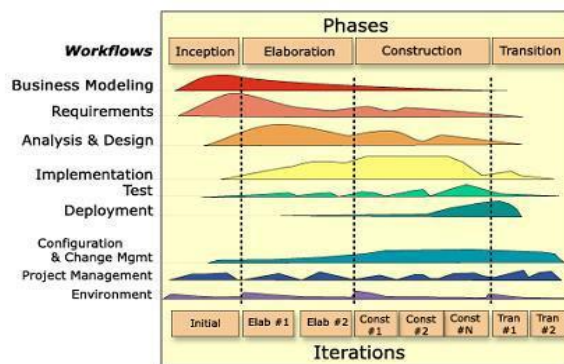 Phases
Workflows
Inception Elaboration Construction Transition
Business Modeling
Requirements
Analysis & Design
Implementation
Test
Deployment
Configuration
& Change Mgmt
Project Management
Environment
Initial Elab #1 Elab #2 Const #1 Const #2 Const #N Tran #1 Tran #2
Iterations